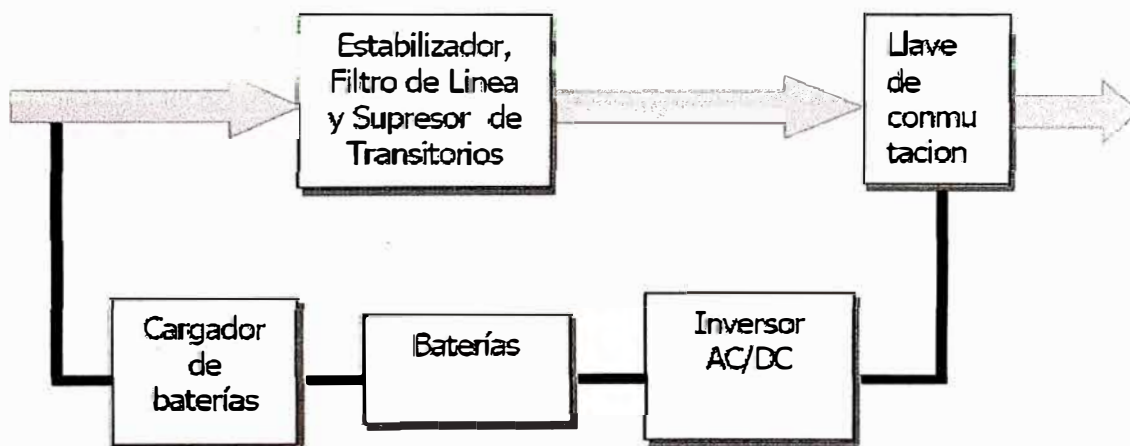 Estabilizador,
Filtro de Linea
y Supresor de
Transitorios
Llave
de
conmu
tacion
Cargador
de
baterías
Baterías
Inversor
AC/DC